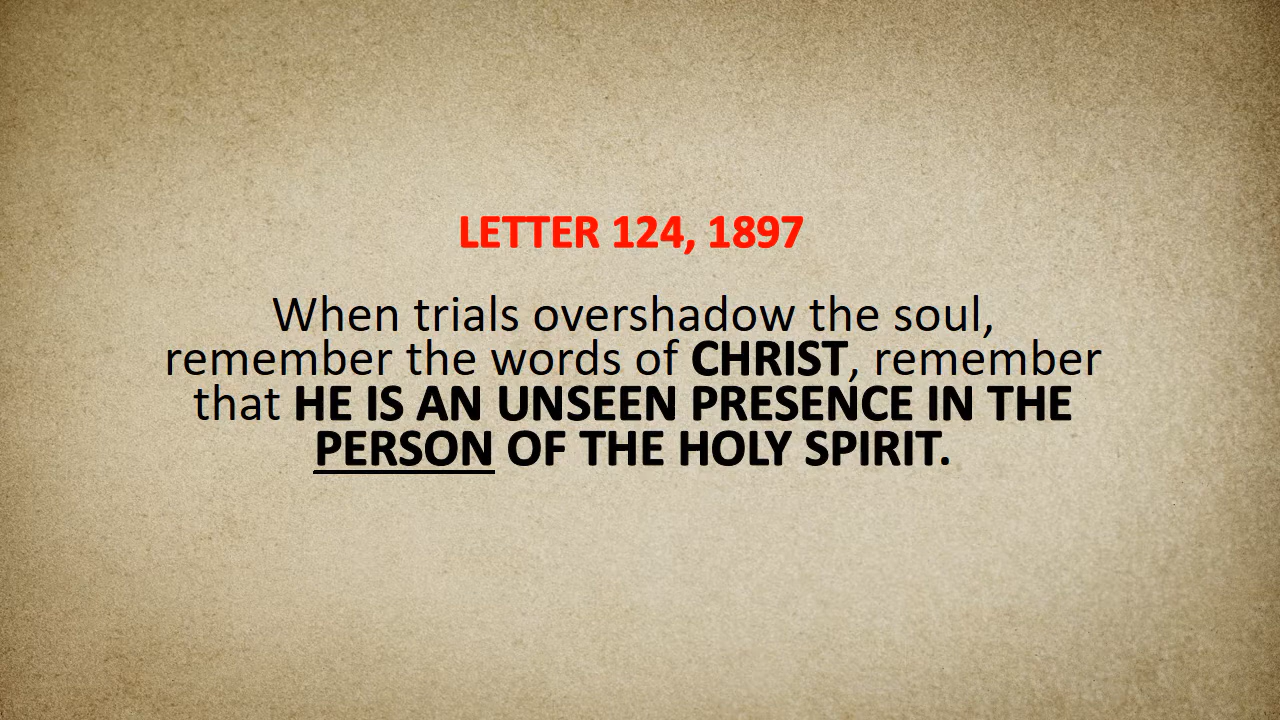 LETTER 124, 1897
When trials overshadow the soul,
remember the words of CHRIST, remember
that HE IS AN UNSEEN PRESENCE IN THE
PERSON OF THE HOLY SPIRIT.